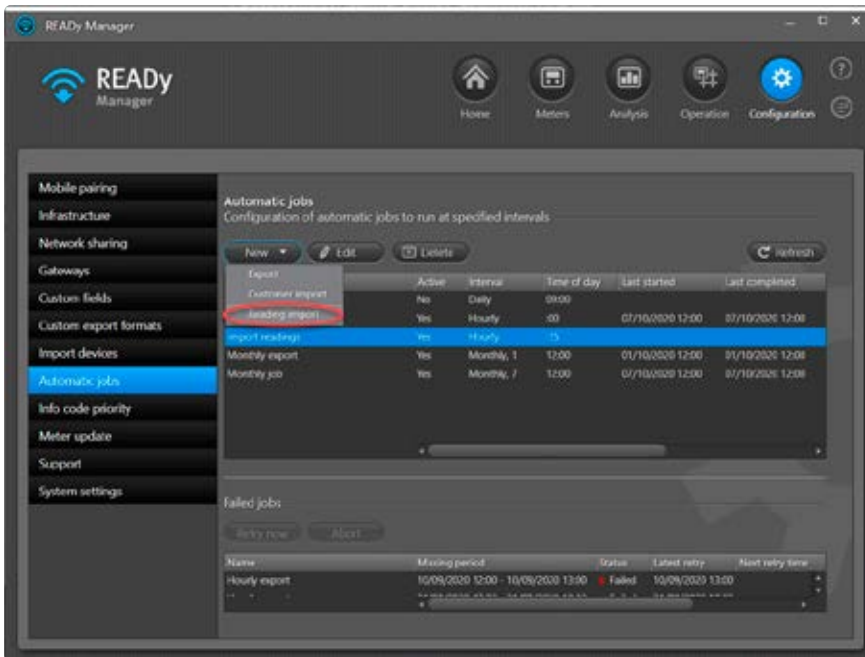 READy Manager
READy
Manager
Home
Meters
Analysis
Operation
Configuration
?
Mobile pairing
Infrastructure
Network sharing
Gateways
Custom fields
Custom export formats
Import devices
Automatic jobs
Info code priority
Meter update
Support
System settings
Automatic jobs
Configuration of automatic jobs to run at specified intervals
New Edit Delete Refresh
Export
Customer import
Reading import
Active Interval Time of day Last started Last completed
No Daily 09:00
Yes Hourly :00 07/10/2020 12:00 07/10/2020 12:00
Import readings Yes Hourly :15
Monthly export Yes Monthly, 1 12:00 01/10/2020 12:00 01/10/2020 12:00
Monthly job Yes Monthly, 7 12:00 07/10/2020 12:00 07/10/2020 12:00
Failed jobs
Retry now Abort
Name Missing period Status Latest retry Next retry time
Hourly export 10/09/2020 12:00 - 10/09/2020 13:00 Failed 10/09/2020 13:00